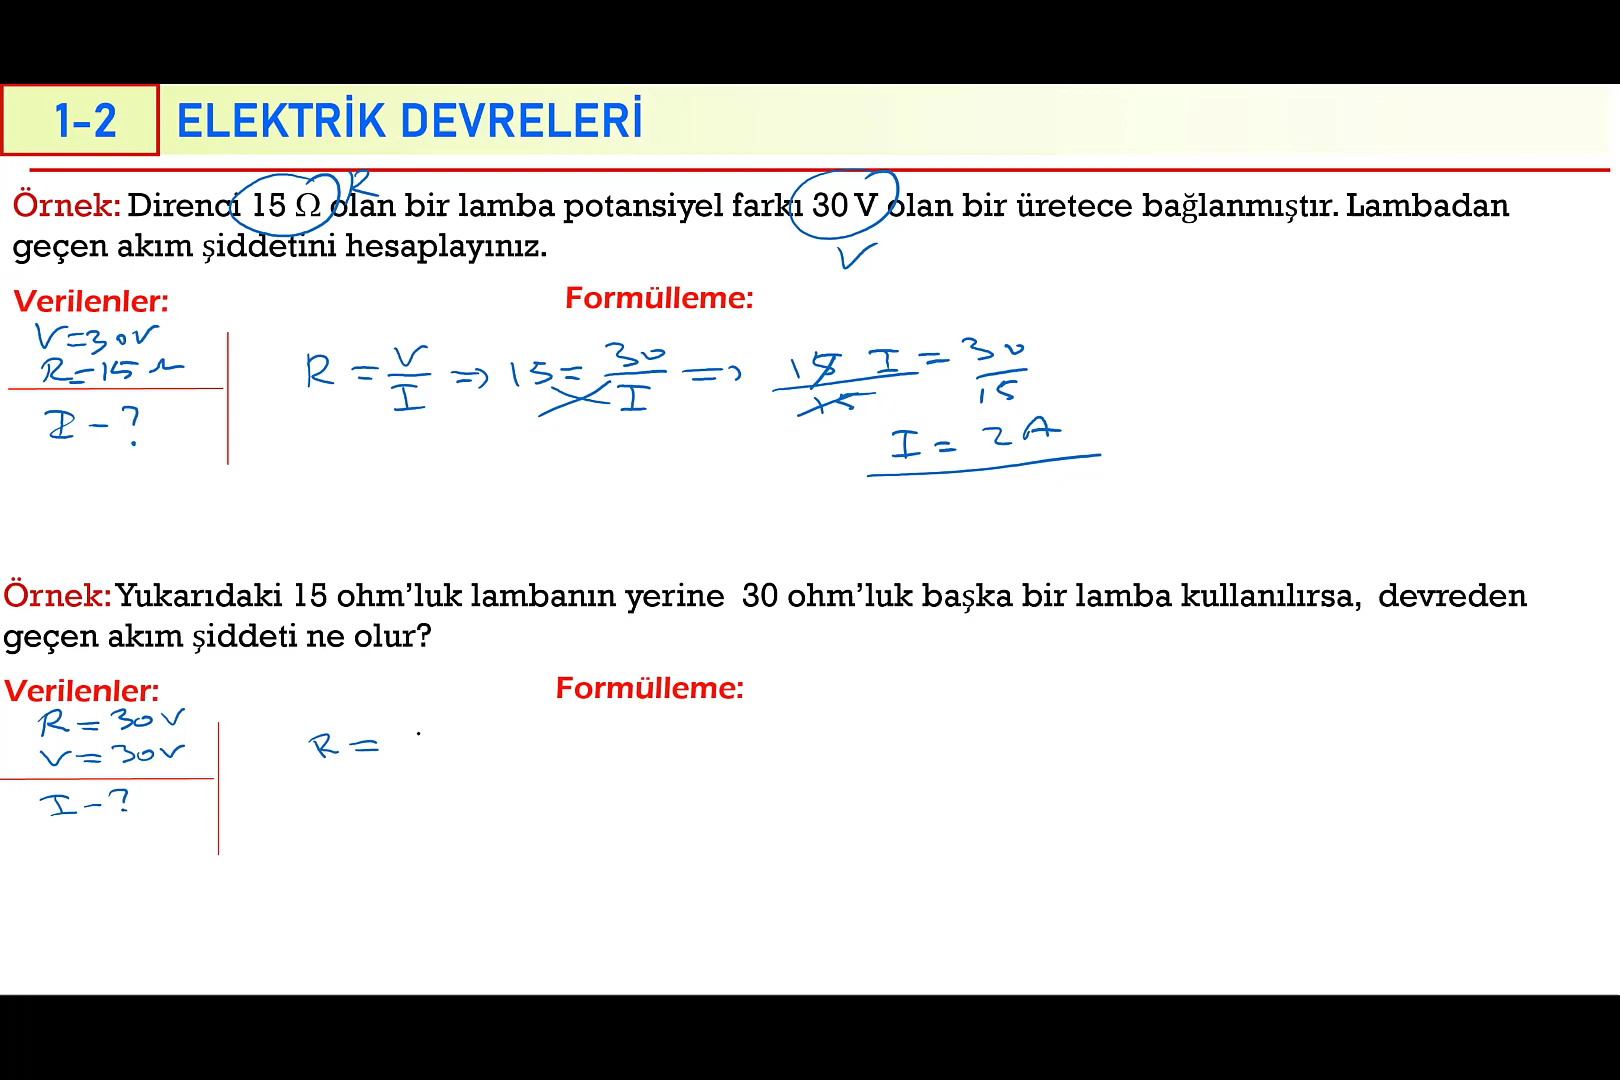 1-2 ELEKTRİK DEVRELERİ
R
Örnek: Direnci 15 Ω olan bir lamba potansiyel farkı 30 V olan bir üretece bağlanmıştır. Lambadan
geçen akım şiddetini hesaplayınız.
V
Verilenler:
Formülleme:
V=30V
R=15 Ω
I-?
R = V/I => 15 = 30/I => 15 I/15 = 30/15
I = 2A
Örnek: Yukarıdaki 15 ohm’luk lambanın yerine 30 ohm’luk başka bir lamba kullanılırsa, devreden
geçen akım şiddeti ne olur?
Verilenler:
Formülleme:
R = 30V
V = 30V
I - ?
R =